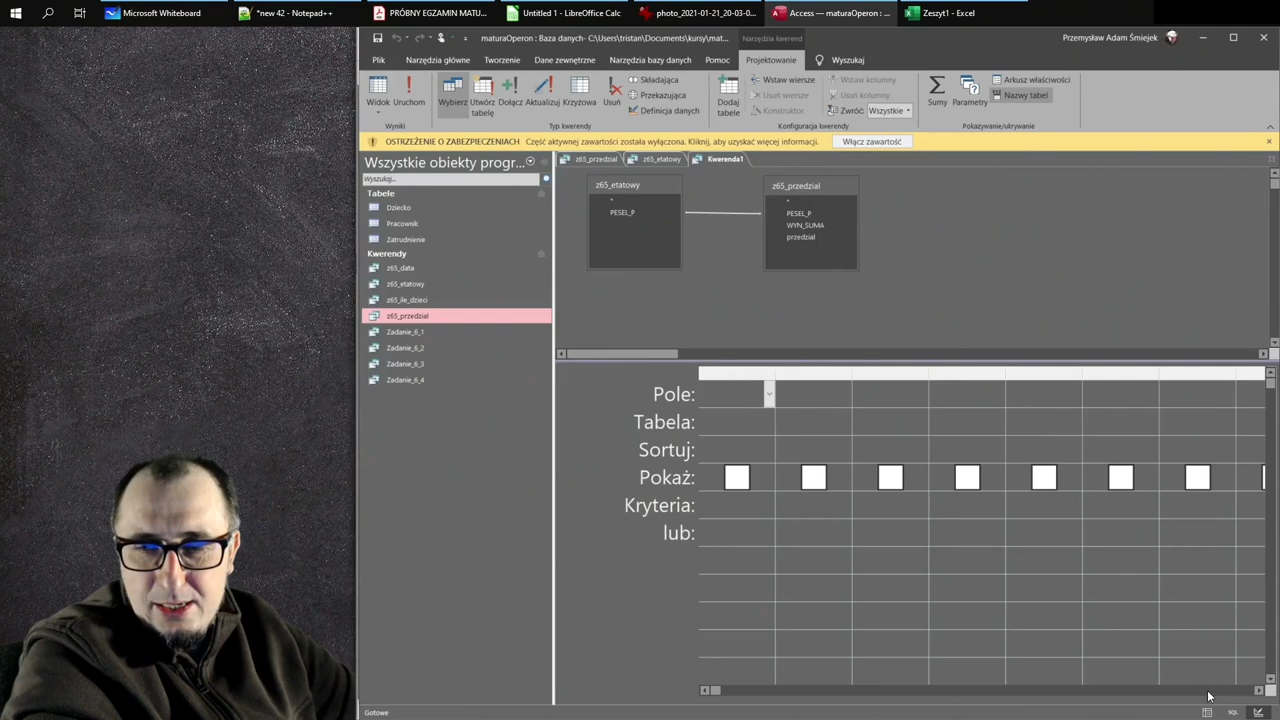 Microsoft Whiteboard
*new 42 - Notepad++
PRÓBNY EGZAMIN MATU...
Untitled 1 - LibreOffice Calc
photo_2021-01-21_20-03-0...
Access — maturaOperon : ...
Zeszyt1 - Excel
maturaOperon : Baza danych- C:\Users\tristan\Documents\kursy\mat...
Narzędzia kwerend
Przemysław Adam Śmiejek
Plik
Narzędzia główne
Tworzenie
Dane zewnętrzne
Narzędzia bazy danych
Pomoc
Projektowanie
Wyszukaj
Widok
Uruchom
Wyniki
Wybierz
Utwórz tabelę
Dołącz
Aktualizuj
Krzyżowa
Usuń
Składająca
Przekazująca
Definicja danych
Typ kwerendy
Dodaj tabele
Wstaw wiersze
Usuń wiersze
Konstruktor
Wstaw kolumny
Usuń kolumny
Zwróć: Wszystkie
Konfiguracja kwerendy
Sumy
Parametry
Arkusz właściwości
Nazwy tabel
Pokazywanie/ukrywanie
OSTRZEŻENIE O ZABEZPIECZENIACH Część aktywnej zawartości została wyłączona. Kliknij, aby uzyskać więcej informacji.
Włącz zawartość
Wszystkie obiekty progr...
Wyszukaj...
Tabele
Dziecko
Pracownik
Zatrudnienie
Kwerendy
z65_data
z65_etatowy
z65_ile_dzieci
z65_przedzial
Zadanie_6_1
Zadanie_6_2
Zadanie_6_3
Zadanie_6_4
z65_przedzial
z65_etatowy
Kwerenda1
z65_etatowy
*
PESEL_P
z65_przedzial
*
PESEL_P
WYN_SUMA
przedzial
Pole:
Tabela:
Sortuj:
Pokaż:
Kryteria:
lub:
Gotowe
SQL